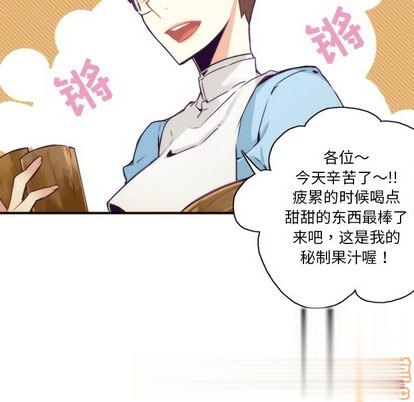 锵
锵
各位～
今天辛苦了～!!
疲累的时候喝点
甜甜的东西最棒了
来吧，这是我的
秘制果汁喔！